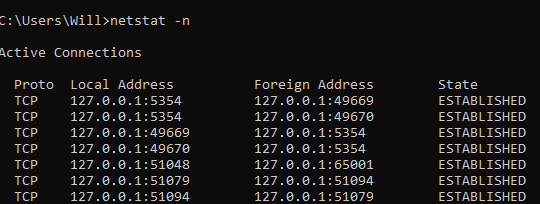 C:\Users\Will>netstat -n
Active Connections
Proto  Local Address          Foreign Address        State
TCP    127.0.0.1:5354         127.0.0.1:49669        ESTABLISHED
TCP    127.0.0.1:5354         127.0.0.1:49670        ESTABLISHED
TCP    127.0.0.1:49669        127.0.0.1:5354         ESTABLISHED
TCP    127.0.0.1:49670        127.0.0.1:5354         ESTABLISHED
TCP    127.0.0.1:51048        127.0.0.1:65001        ESTABLISHED
TCP    127.0.0.1:51079        127.0.0.1:51094        ESTABLISHED
TCP    127.0.0.1:51094        127.0.0.1:51079        ESTABLISHED